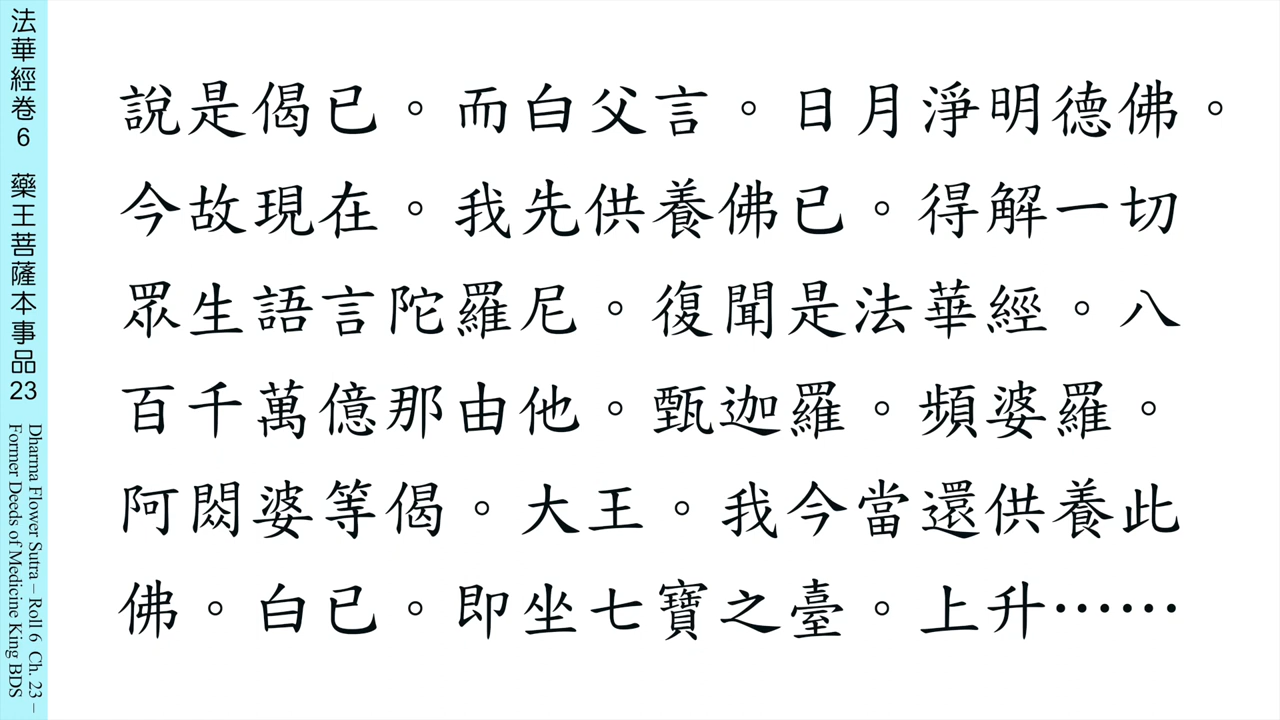 法華經卷6　藥王菩薩本事品23
Dharma Flower Sutra – Roll 6 Ch. 23 –
Former Deeds of Medicine King BDS
說是偈已。而白父言。日月淨明德佛。
今故現在。我先供養佛已。得解一切
眾生語言陀羅尼。復聞是法華經。八
百千萬億那由他。甄迦羅。頻婆羅。
阿閦婆等偈。大王。我今當還供養此
佛。白已。即坐七寶之臺。上升⋯⋯